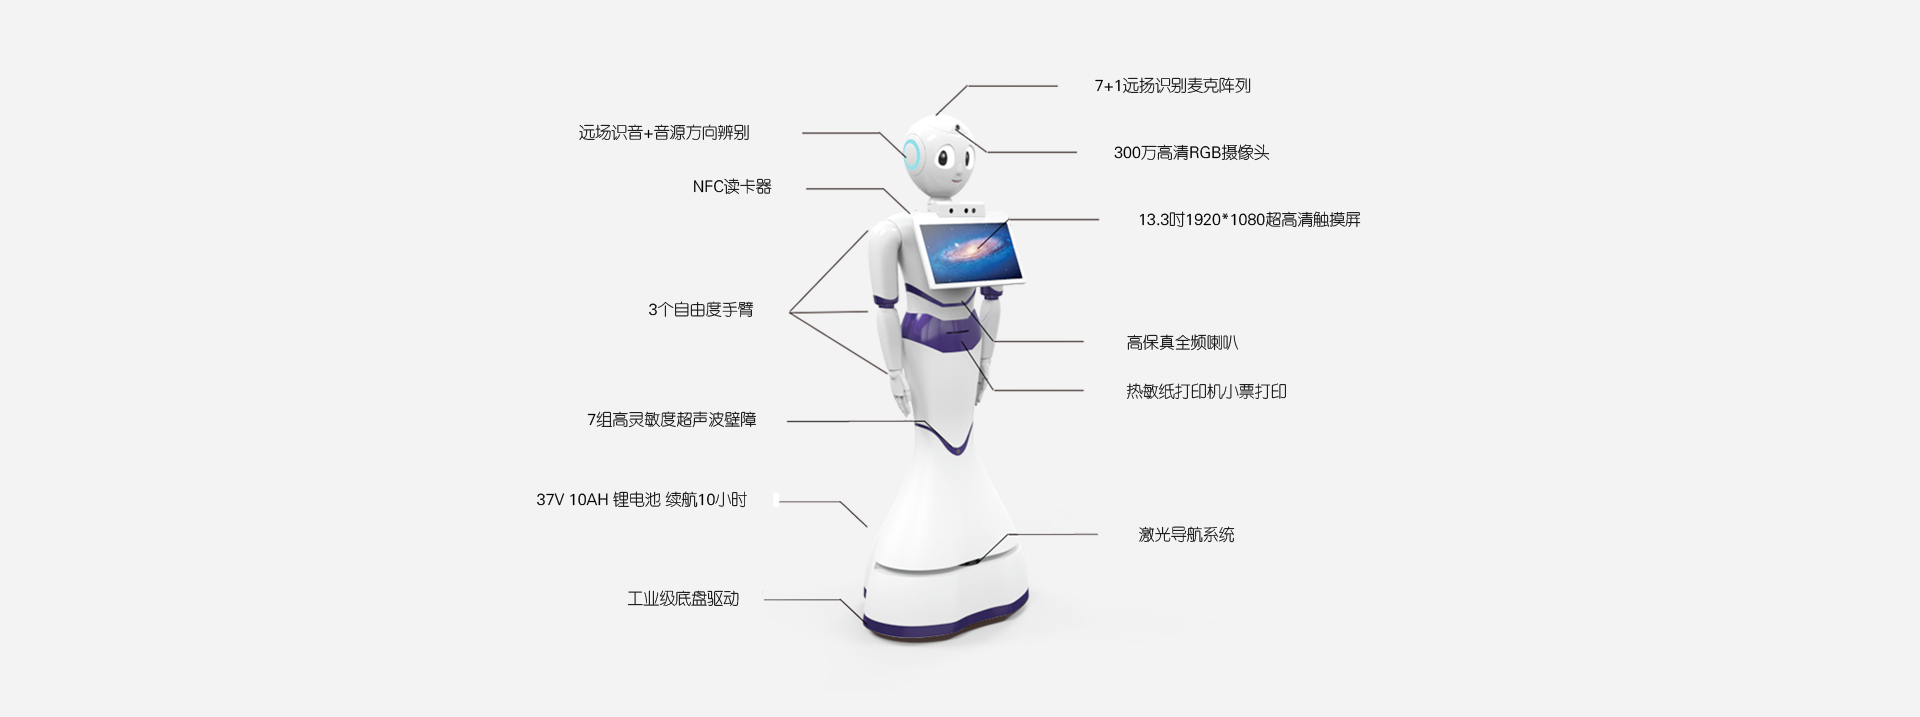 7+1远扬识别麦克阵列
远场识音+音源方向辨别
300万高清RGB摄像头
NFC读卡器
13.3吋1920*1080超高清触摸屏
3个自由度手臂
高保真全频喇叭
热敏纸打印机小票打印
7组高灵敏度超声波壁障
37V 10AH 锂电池 续航10小时
激光导航系统
工业级底盘驱动